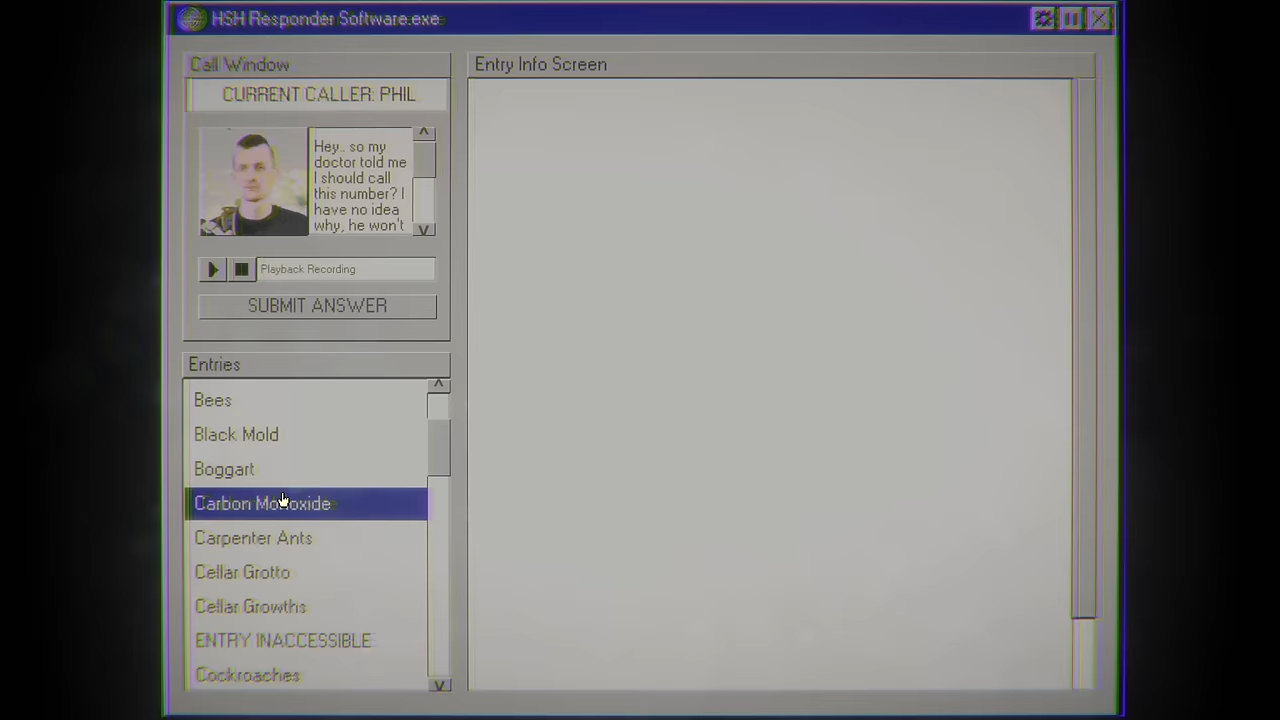 HSH Responder Software.exe
Call Window
Entry Info Screen
CURRENT CALLER: PHIL
Hey.. so my
doctor told me
I should call
this number? I
have no idea
why, he won't
Playback Recording
SUBMIT ANSWER
Entries
Bees
Black Mold
Boggart
Carbon Monoxide
Carpenter Ants
Cellar Grotto
Cellar Growths
ENTRY INACCESSIBLE
Cockroaches